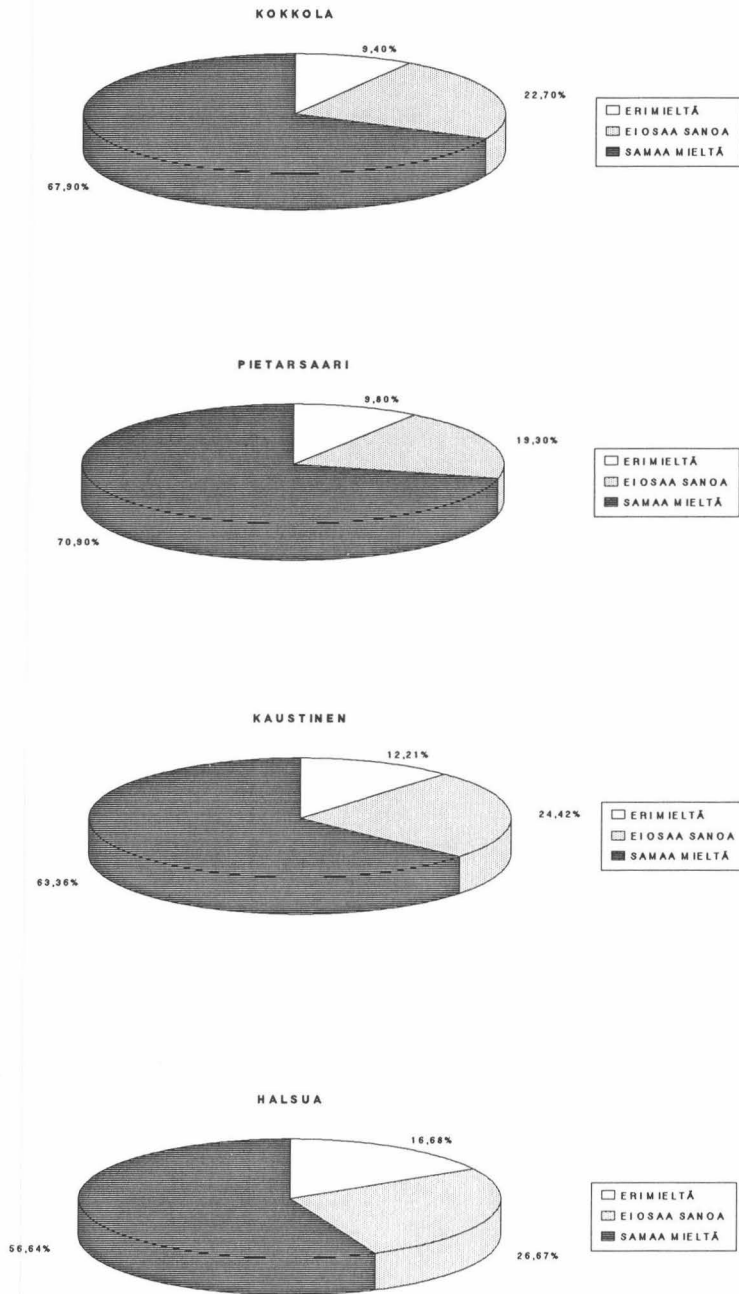 KOKKOLA
9,40%
22,70%
ERI MIELTÄ
EI OSAA SANOA
SAMAA MIELTÄ
67,90%
PIETARSAARI
9,80%
19,30%
ERI MIELTÄ
EI OSAA SANOA
SAMAA MIELTÄ
70,90%
KAUSTINEN
12,21%
24,42%
ERI MIELTÄ
EI OSAA SANOA
SAMAA MIELTÄ
63,36%
HALSUA
16,68%
ERI MIELTÄ
EI OSAA SANOA
SAMAA MIELTÄ
56,64%
26,67%